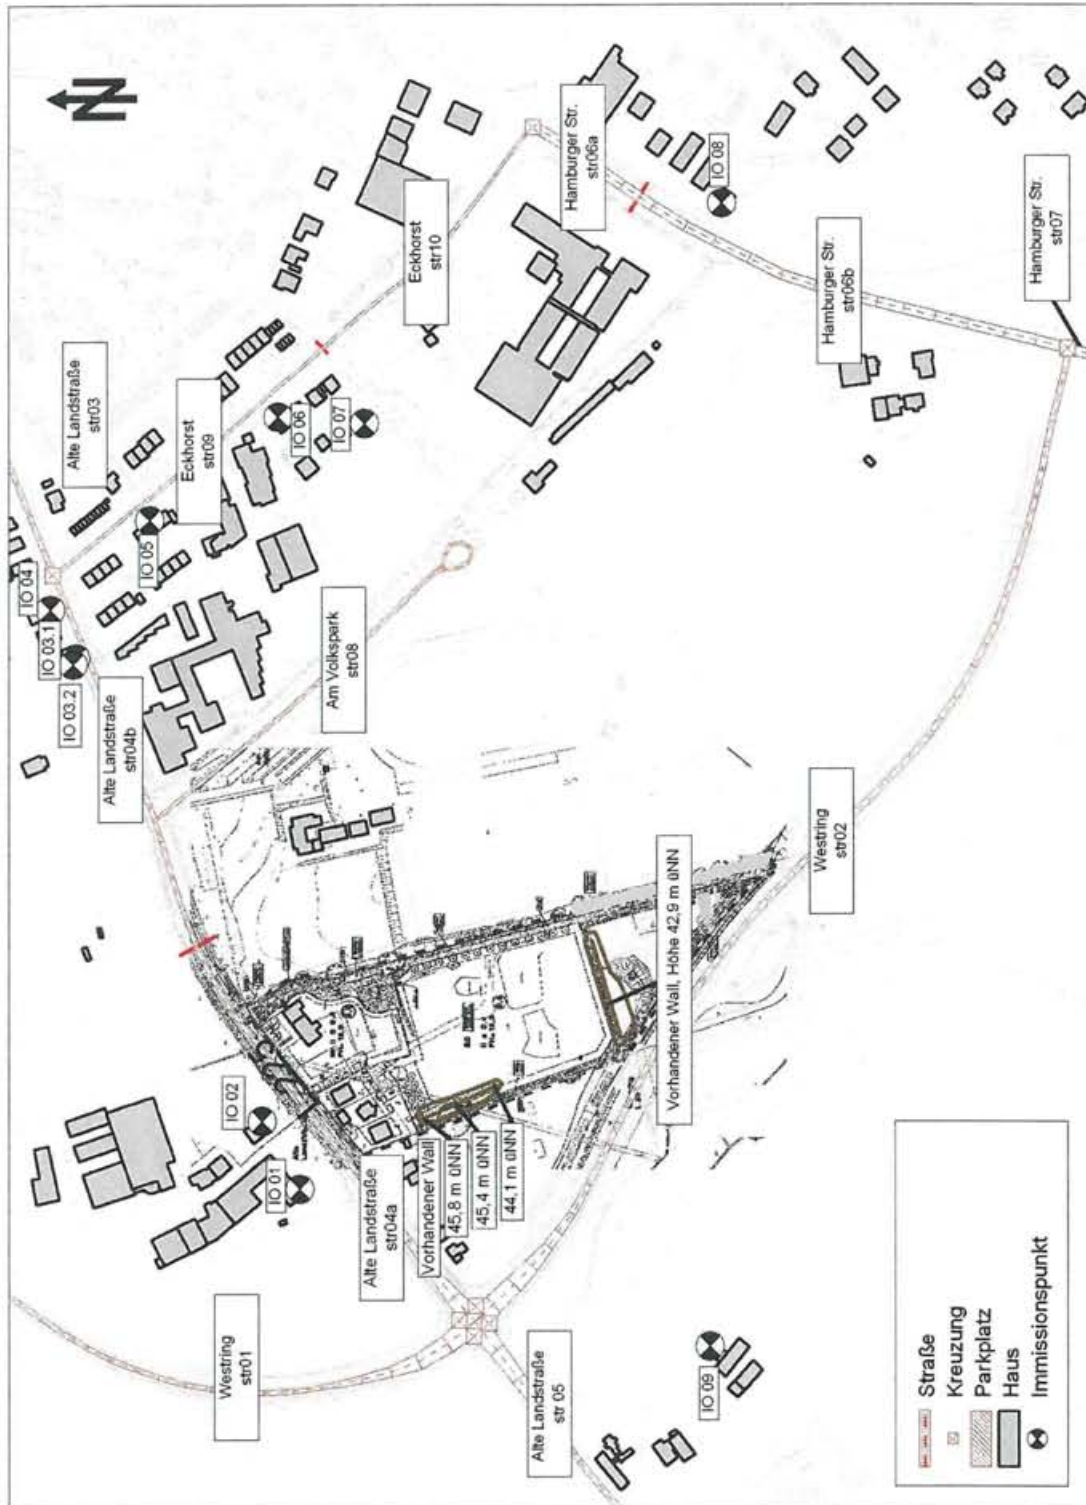 N
Alte Landstraße
str03
Eckhorst
str09
Eckhorst
str10
Hamburger Str.
str06a
Hamburger Str.
str06b
Hamburger Str.
str07
IO 08
IO 06
IO 07
IO 05
IO 04
IO 03.1
IO 03.2
Alte Landstraße
str04b
Am Volkspark
str08
Westring
str02
Vorhandener Wall, Höhe 42,9 m üNN
IO 02
IO 01
Alte Landstraße
str04a
Vorhandener Wall
45,8 m üNN
45,4 m üNN
44,1 m üNN
Westring
str01
Alte Landstraße
str 05
IO 09
Straße
Kreuzung
Parkplatz
Haus
Immissionspunkt